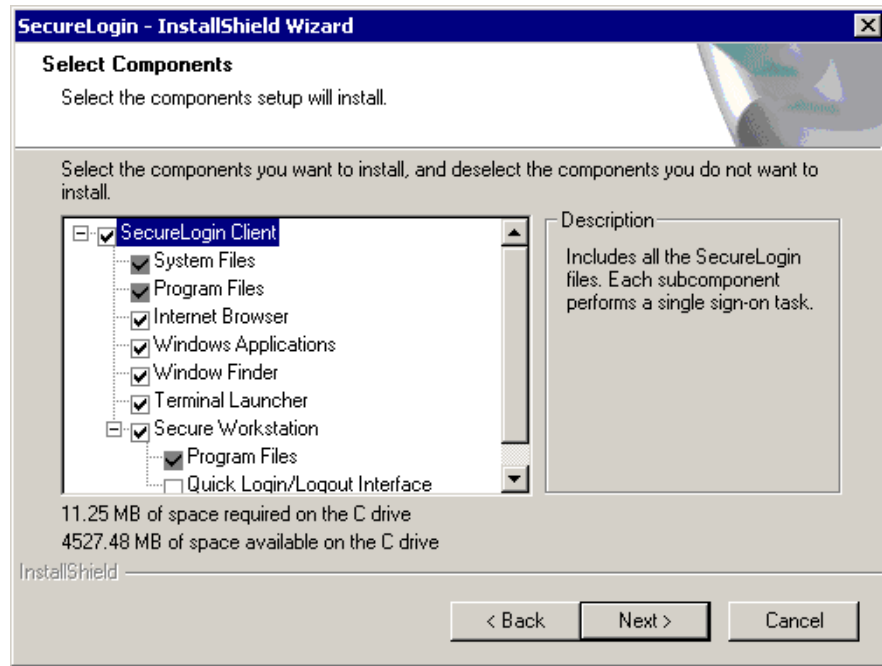 SecureLogin - InstallShield Wizard
Select Components
Select the components setup will install.
Select the components you want to install, and deselect the components you do not want to
install.
SecureLogin Client
System Files
Program Files
Internet Browser
Windows Applications
Window Finder
Terminal Launcher
Secure Workstation
Program Files
Quick Login/Logout Interface
Description
Includes all the SecureLogin
files. Each subcomponent
performs a single sign-on task.
11.25 MB of space required on the C drive
4527.48 MB of space available on the C drive
InstallShield
< Back
Next >
Cancel